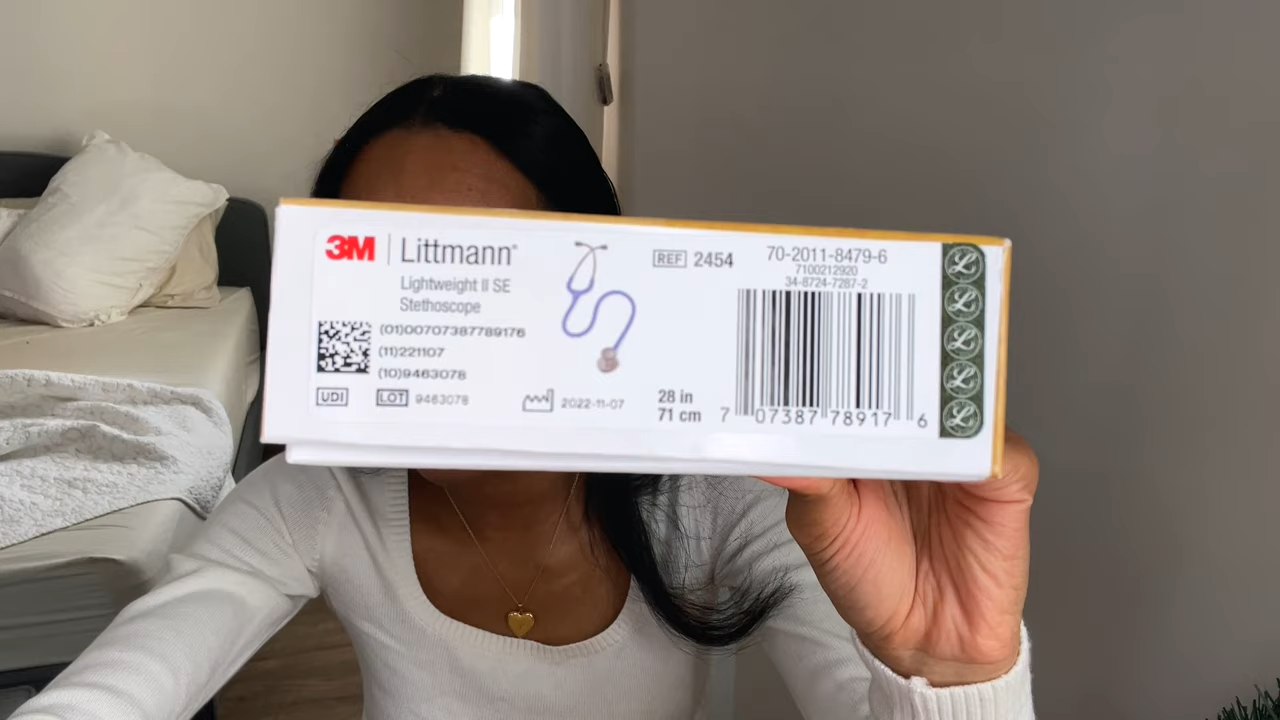 3M Littmann®
Lightweight II SE
Stethoscope
(01)00707387789176
(11)221107
(10)9463078
UDI
LOT 9463078
2022-11-07
REF 2454
28 in
71 cm
70-2011-8479-6
7100212920
34-8724-7287-2
7 07387 78917 6